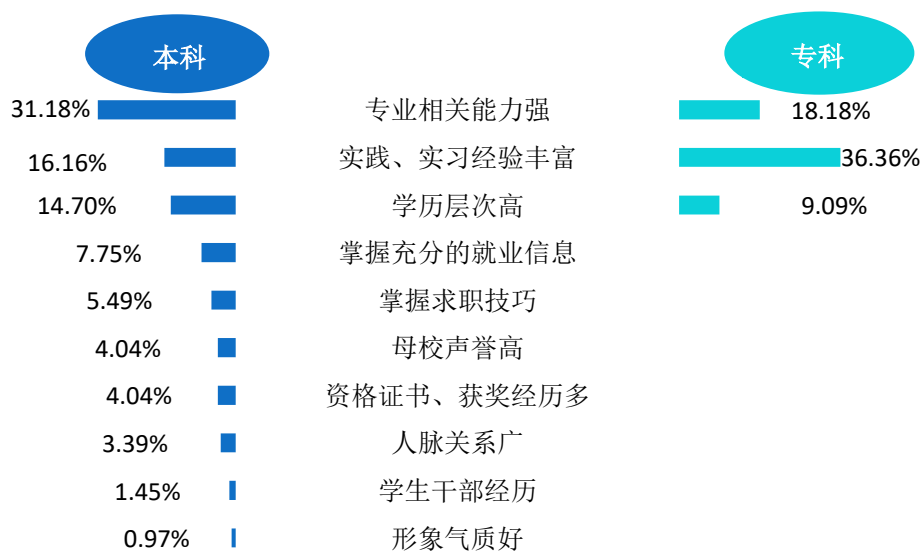 本科 专科
31.18% 专业相关能力强 18.18%
16.16% 实践、实习经验丰富 36.36%
14.70% 学历层次高 9.09%
7.75% 掌握充分的就业信息
5.49% 掌握求职技巧
4.04% 母校声誉高
4.04% 资格证书、获奖经历多
3.39% 人脉关系广
1.45% 学生干部经历
0.97% 形象气质好